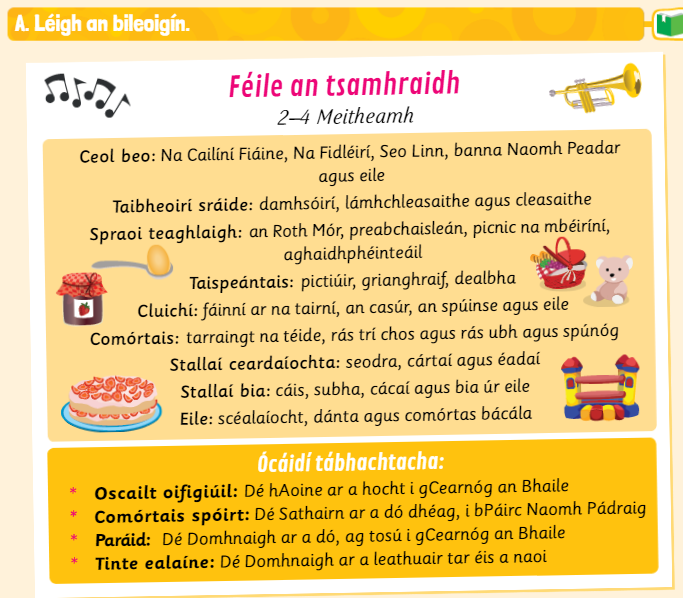 A. Léigh an bileoigín.
Féile an tsamhraidh
2–4 Meitheamh
Ceol beo: Na Cailíní Fiáine, Na Fidléirí, Seo Linn, banna Naomh Peadar
agus eile
Taibheoirí sráide: damhsóirí, lámhchleasaithe agus cleasaithe
Spraoi teaghlaigh: an Roth Mór, preabchaisleán, picnic na mbéiríní,
aghaidhphéinteáil
Taispeántais: pictiúir, grianghraif, dealbha
Cluichí: fáinní ar na tairní, an casúr, an spúinse agus eile
Comórtais: tarraingt na téide, rás trí chos agus rás ubh agus spúnóg
Stallaí ceardaíochta: seodra, cártaí agus éadaí
Stallaí bia: cáis, subha, cácaí agus bia úr eile
Eile: scéalaíocht, dánta agus comórtas bácála
Ócáidí tábhachtacha:
* Oscailt oifigiúil: Dé hAoine ar a hocht i gCearnóg an Bhaile
* Comórtais spóirt: Dé Sathairn ar a dó dhéag, i bPáirc Naomh Pádraig
* Paráid: Dé Domhnaigh ar a dó, ag tosú i gCearnóg an Bhaile
* Tinte ealaíne: Dé Domhnaigh ar a leathuair tar éis a naoi